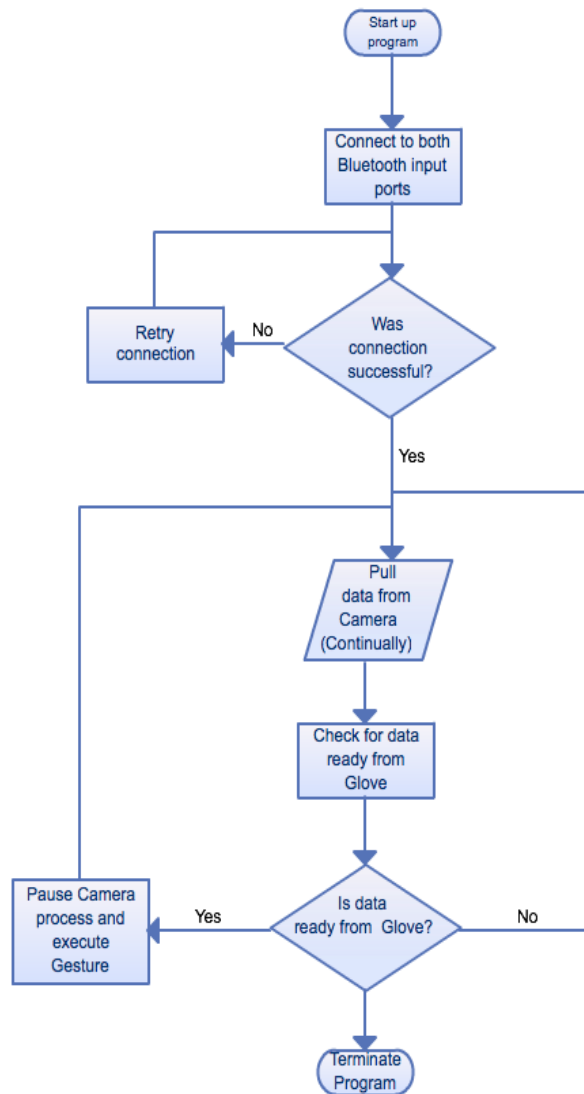 Start up
program
Connect to both
Bluetooth input
ports
Was
connection
successful?
No
Retry
connection
Yes
Pull
data from
Camera
(Continually)
Check for data
ready from
Glove
Is data
ready from Glove?
Yes
No
Pause Camera
process and
execute
Gesture
Terminate
Program